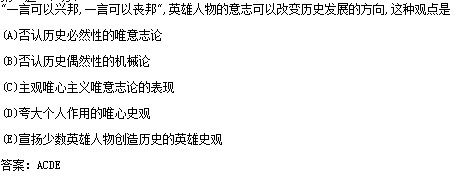 “一言可以兴邦,一言可以丧邦”,英雄人物的意志可以改变历史发展的方向,这种观点是
(A)否认历史必然性的唯意志论
(B)否认历史偶然性的机械论
(C)主观唯心主义唯意志论的表现
(D)夸大个人作用的唯心史观
(E)宣扬少数英雄人物创造历史的英雄史观
答案: ACDE